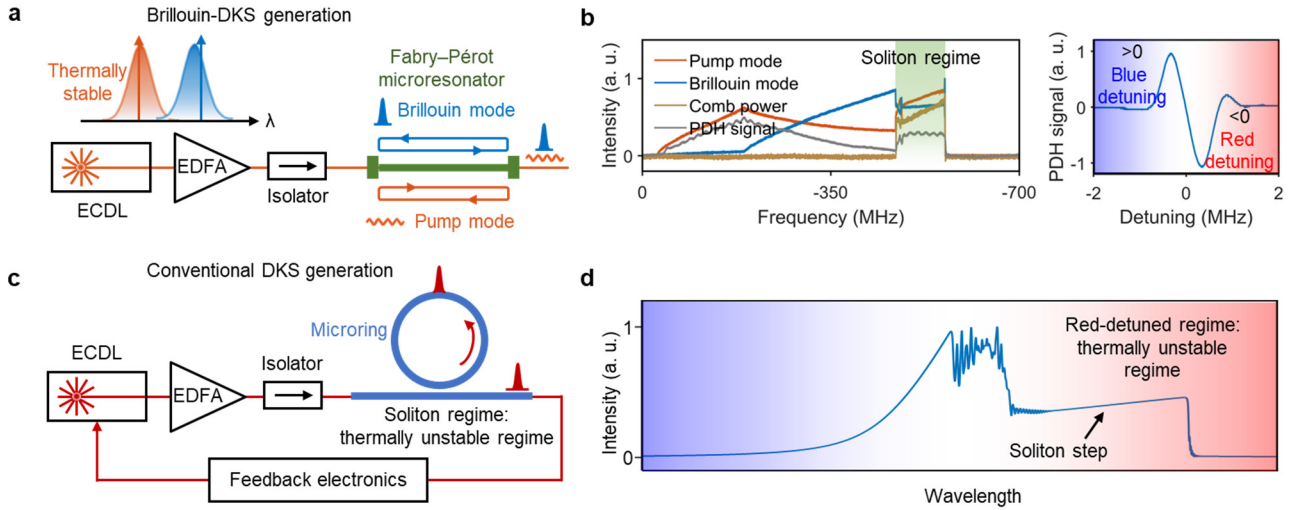 a
Brillouin-DKS generation
Thermally
stable
λ
ECDL
EDFA
Isolator
Fabry–Pérot
microresonator
Brillouin mode
Pump mode
b
Intensity (a. u.)
1
0
Pump mode
Brillouin mode
Comb power
PDH signal
Soliton regime
0
-350
-700
Frequency (MHz)
PDH signal (a. u.)
1
0
-1
>0
Blue
detuning
<0
Red
detuning
-2
0
2
Detuning (MHz)
c
Conventional DKS generation
Microring
ECDL
EDFA
Isolator
Soliton regime:
thermally unstable regime
Feedback electronics
d
Intensity (a. u.)
1
0
Red-detuned regime:
thermally unstable
regime
Soliton step
Wavelength